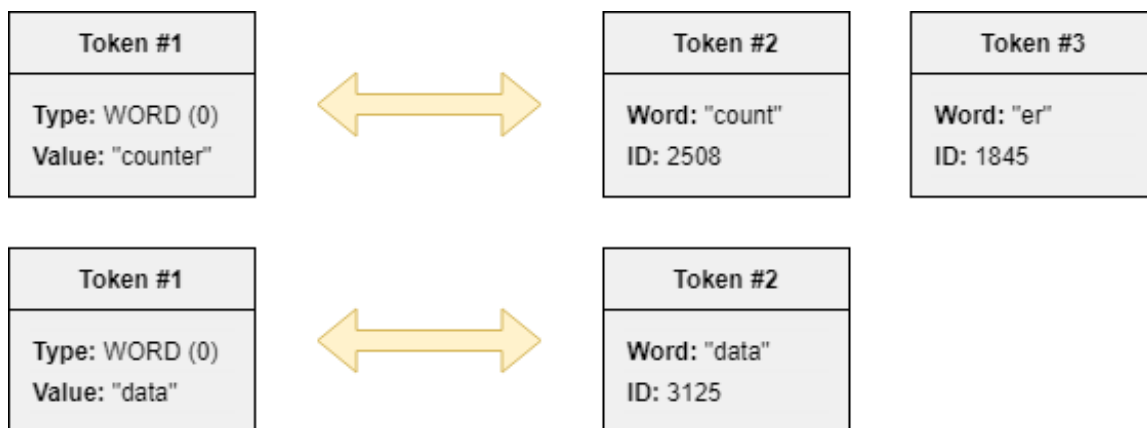 Token #1
Type: WORD (0)
Value: "counter"
Token #2
Word: "count"
ID: 2508
Token #3
Word: "er"
ID: 1845
Token #1
Type: WORD (0)
Value: "data"
Token #2
Word: "data"
ID: 3125